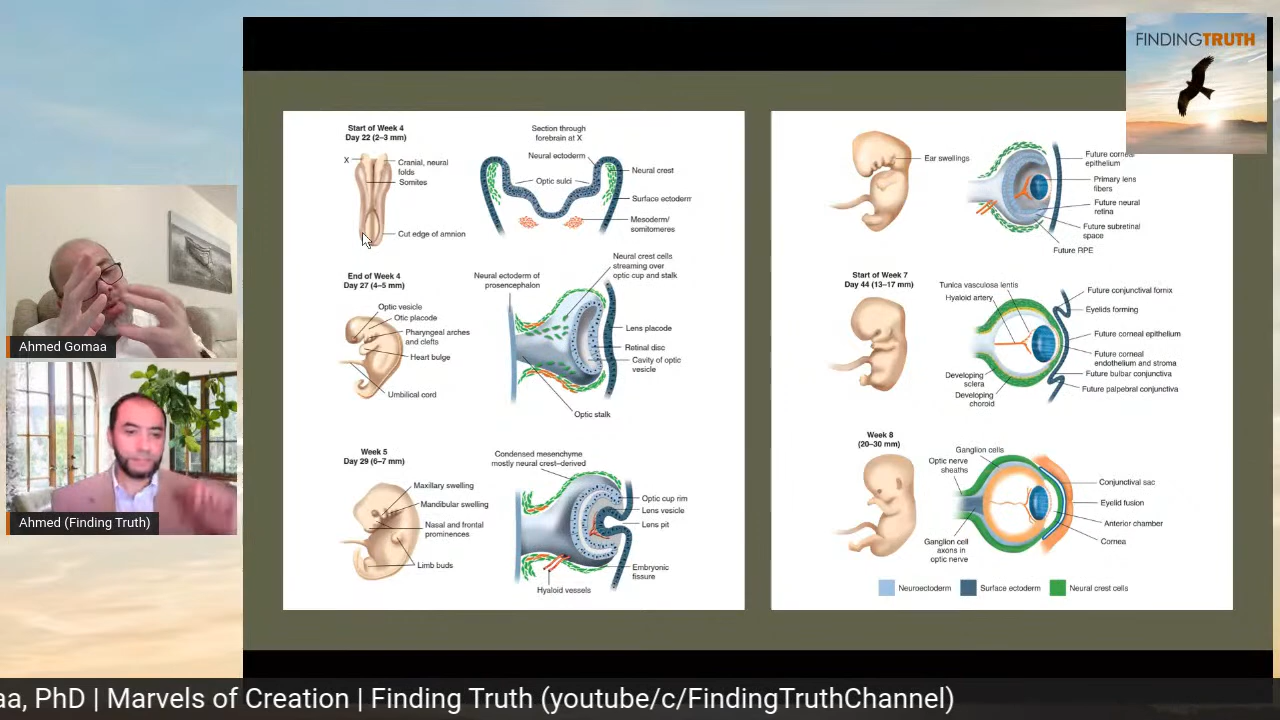 FINDINGTRUTH
Start of Week 4
Day 22 (2–3 mm)
X
Cranial, neural
folds
Somites
Cut edge of amnion
Section through
forebrain at X
Neural ectoderm
Optic sulci
Neural crest
Surface ectoderm
Mesoderm/
somitomeres
End of Week 4
Day 27 (4–5 mm)
Optic vesicle
Otic placode
Pharyngeal arches
and clefts
Heart bulge
Umbilical cord
Neural ectoderm of
prosencephalon
Neural crest cells
streaming over
optic cup and stalk
Lens placode
Retinal disc
Cavity of optic
vesicle
Optic stalk
Week 5
Day 29 (6–7 mm)
Maxillary swelling
Mandibular swelling
Nasal and frontal
prominences
Limb buds
Condensed mesenchyme
mostly neural crest–derived
Optic cup rim
Lens vesicle
Lens pit
Embryonic
fissure
Hyaloid vessels
Ear swellings
Future corneal
epithelium
Primary lens
fibers
Future neural
retina
Future subretinal
space
Future RPE
Start of Week 7
Day 44 (13–17 mm)
Tunica vasculosa lentis
Hyaloid artery
Future conjunctival fornix
Eyelids forming
Future corneal epithelium
Future corneal
endothelium and stroma
Future bulbar conjunctiva
Future palpebral conjunctiva
Developing
sclera
Developing
choroid
Week 8
(20–30 mm)
Ganglion cells
Optic nerve
sheaths
Conjunctival sac
Eyelid fusion
Anterior chamber
Cornea
Ganglion cell
axons in
optic nerve
Neuroectoderm
Surface ectoderm
Neural crest cells
Ahmed Gomaa
Ahmed (Finding Truth)
aa, PhD | Marvels of Creation | Finding Truth (youtube/c/FindingTruthChannel)